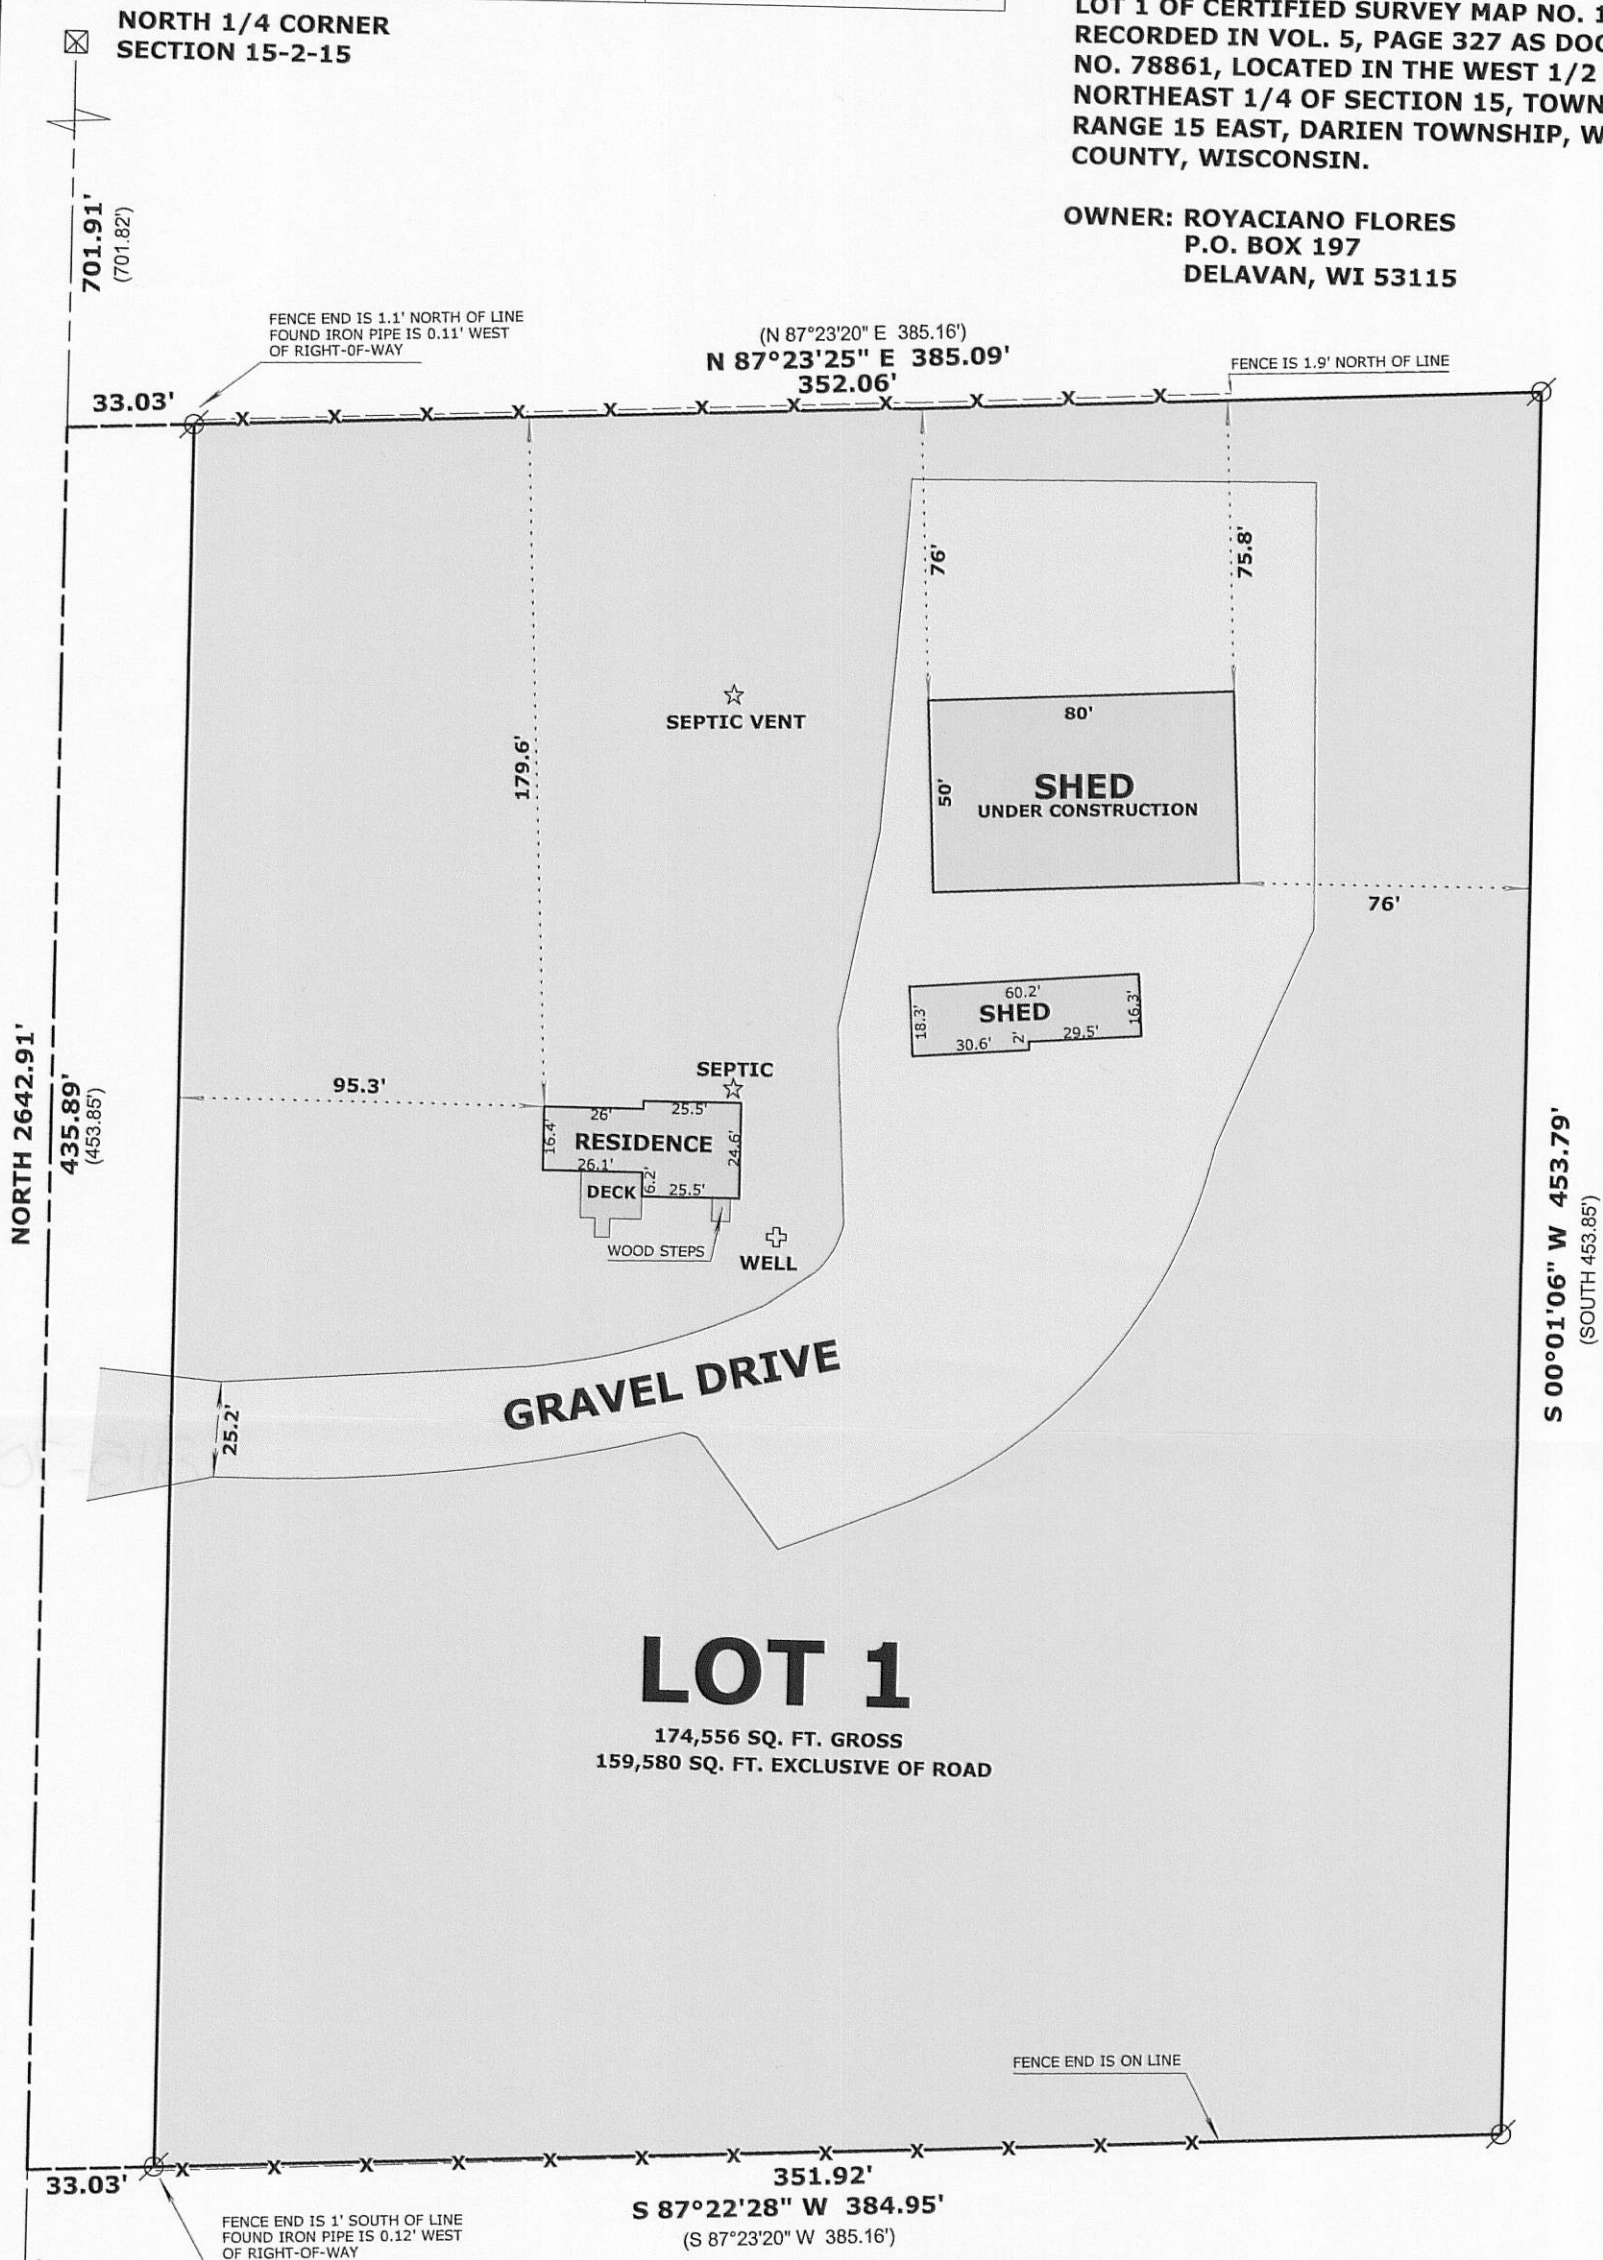 NORTH 1/4 CORNER
SECTION 15-2-15
LOT 1 OF CERTIFIED SURVEY MAP NO. 1
RECORDED IN VOL. 5, PAGE 327 AS DOC
NO. 78861, LOCATED IN THE WEST 1/2
NORTHEAST 1/4 OF SECTION 15, TOWN
RANGE 15 EAST, DARIEN TOWNSHIP, W
COUNTY, WISCONSIN.
OWNER: ROYACIANO FLORES
P.O. BOX 197
DELAVAN, WI 53115
701.91'
(701.82')
FENCE END IS 1.1' NORTH OF LINE
FOUND IRON PIPE IS 0.11' WEST
OF RIGHT-OF-WAY
(N 87°23'20" E 385.16')
N 87°23'25" E 385.09'
352.06'
FENCE IS 1.9' NORTH OF LINE
33.03'
76'
75.8'
179.6'
SEPTIC VENT
80'
50'
SHED
UNDER CONSTRUCTION
76'
60.2'
SHED
18.3'
16.3'
30.6'
2'
29.5'
NORTH 2642.91'
435.89'
(453.85')
95.3'
SEPTIC
26'
25.5'
16.4'
RESIDENCE
24.6'
26.1'
6.2'
DECK
25.5'
WOOD STEPS
WELL
S 00°01'06" W 453.79'
(SOUTH 453.85')
GRAVEL DRIVE
25.2'
LOT 1
174,556 SQ. FT. GROSS
159,580 SQ. FT. EXCLUSIVE OF ROAD
FENCE END IS ON LINE
33.03'
351.92'
S 87°22'28" W 384.95'
(S 87°23'20" W 385.16')
FENCE END IS 1' SOUTH OF LINE
FOUND IRON PIPE IS 0.12' WEST
OF RIGHT-OF-WAY